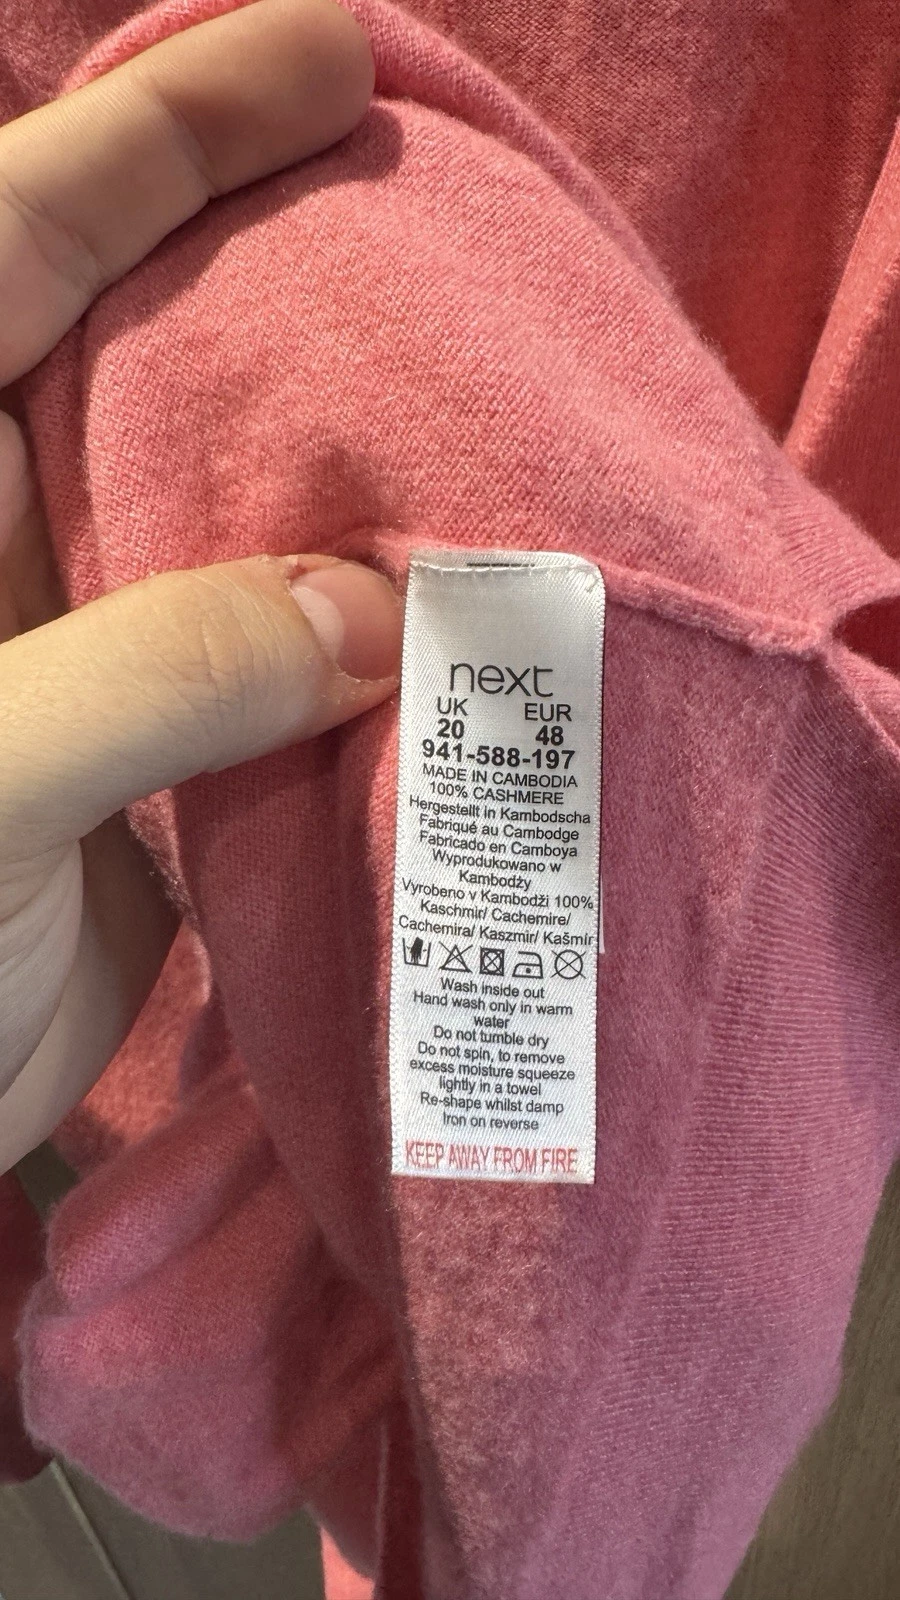 next
UK EUR
20 48
941-588-197
MADE IN CAMBODIA
100% CASHMERE
Hergestellt in Kambodscha
Fabriqué au Cambodge
Fabricado en Camboya
Wyprodukowano w
Kambodży
Vyrobeno v Kambodži 100%
Kaschmir/ Cachemire/
Cachemira/ Kaszmir/ Kašmír
Wash inside out
Hand wash only in warm
water
Do not tumble dry
Do not spin, to remove
excess moisture squeeze
lightly in a towel
Re-shape whilst damp
Iron on reverse
KEEP AWAY FROM FIRE